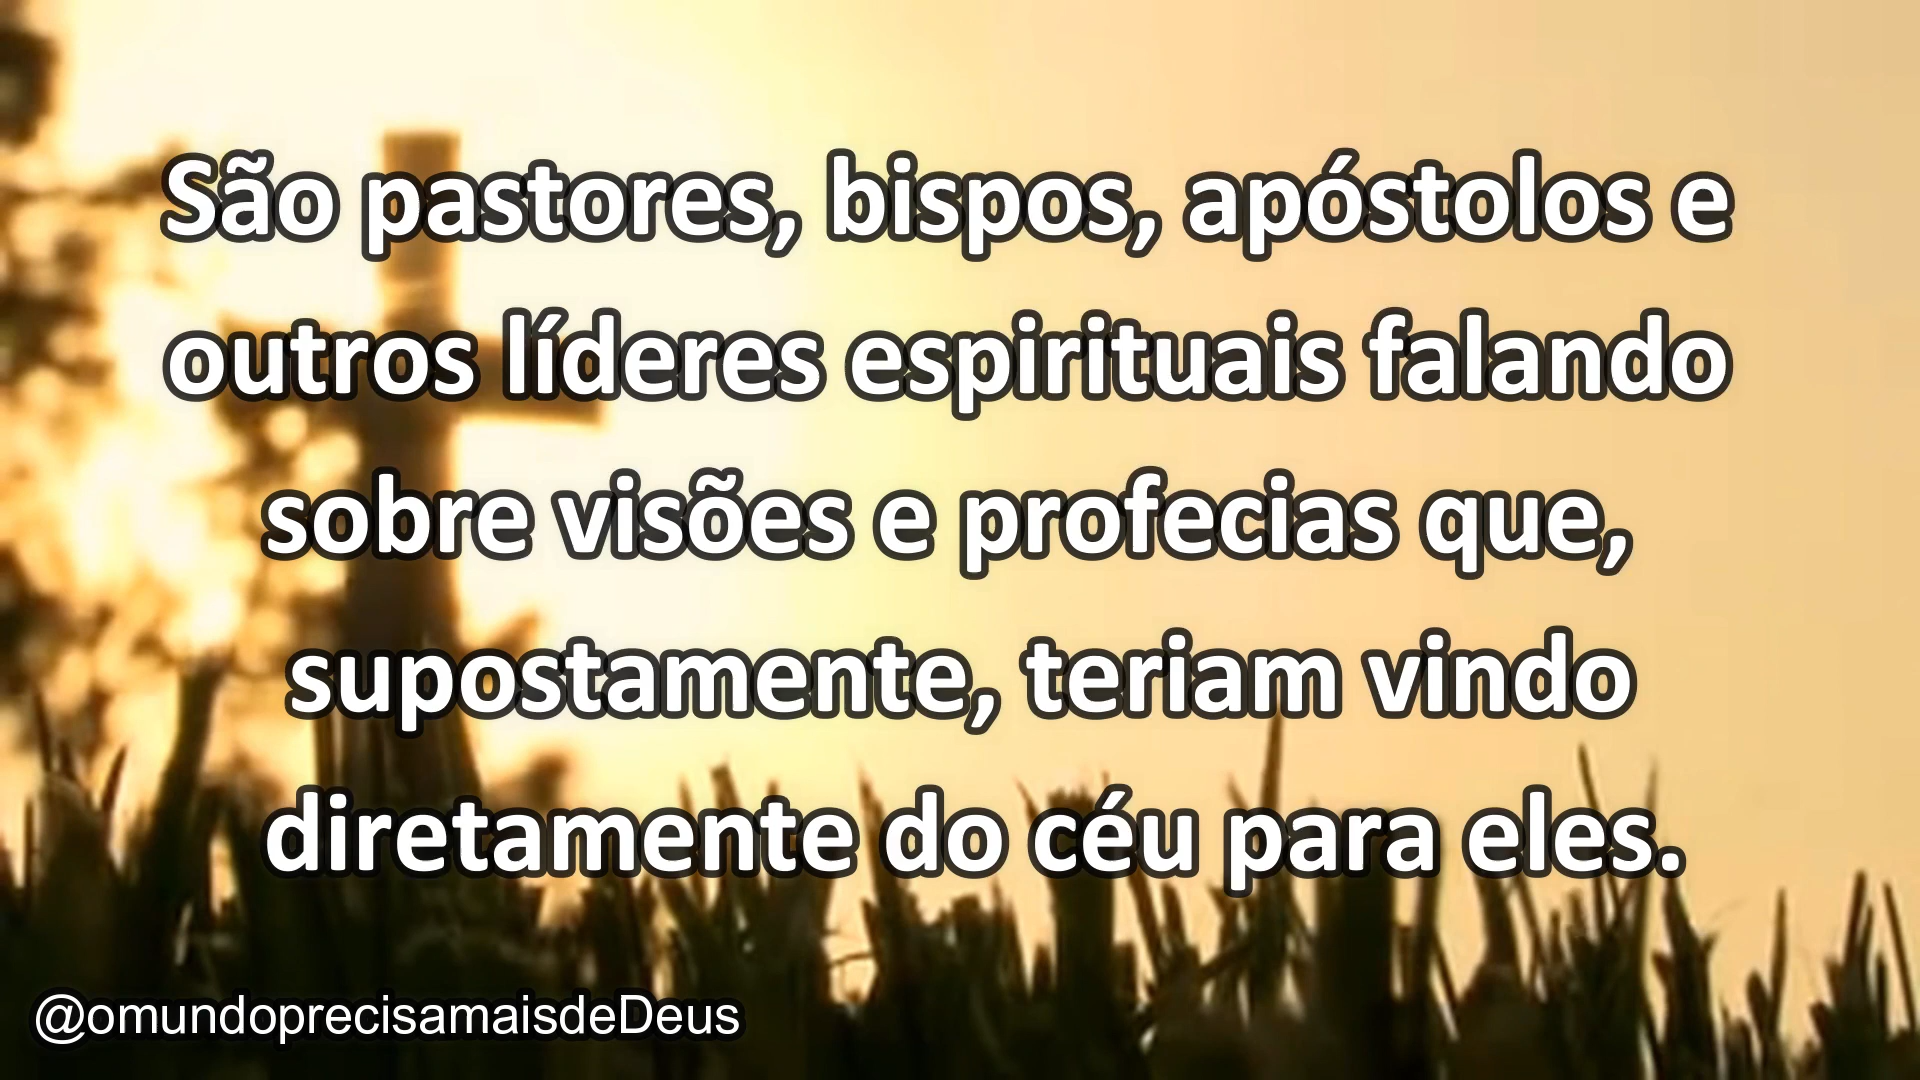 São pastores, bispos, apóstolos e
outros líderes espirituais falando
sobre visões e profecias que,
supostamente, teriam vindo
diretamente do céu para eles.
@omundoprecisamaisdeDeus